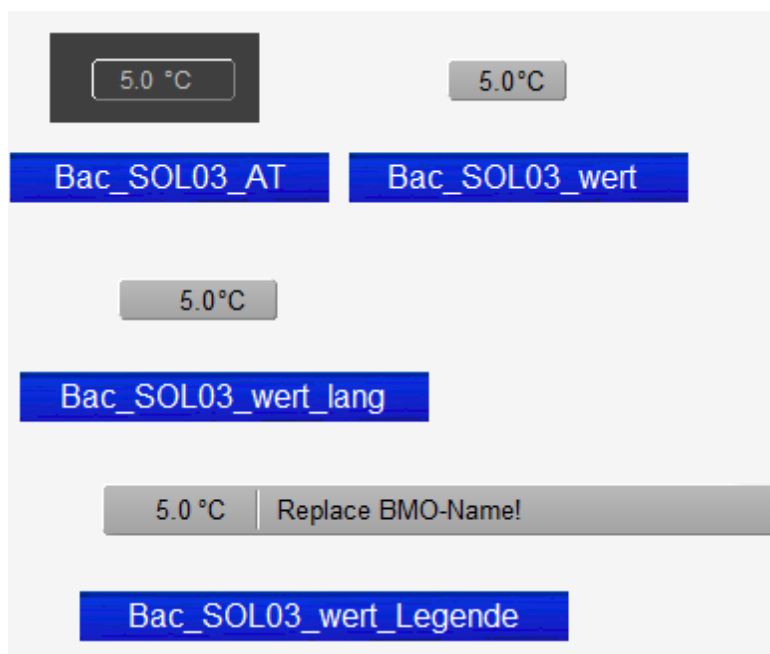 5.0 °C
5.0°C
Bac_SOL03_AT
Bac_SOL03_wert
5.0°C
Bac_SOL03_wert_lang
5.0 °C Replace BMO-Name!
Bac_SOL03_wert_Legende